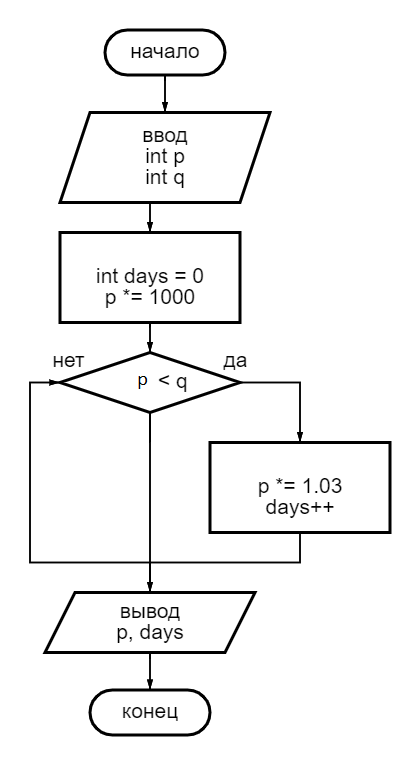 начало
ввод
int p
int q
int days = 0
p *= 1000
нет
да
p < q
p *= 1.03
days++
вывод
p, days
конец